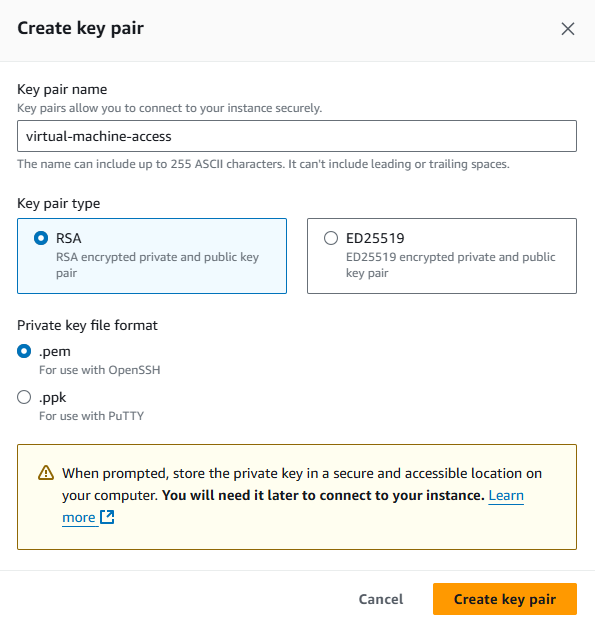 Create key pair
Key pair name
Key pairs allow you to connect to your instance securely.
virtual-machine-access
The name can include up to 255 ASCII characters. It can't include leading or trailing spaces.
Key pair type
RSA
RSA encrypted private and public key
pair
ED25519
ED25519 encrypted private and public
key pair
Private key file format
.pem
For use with OpenSSH
.ppk
For use with PuTTY
When prompted, store the private key in a secure and accessible location on
your computer. You will need it later to connect to your instance. Learn
more
Cancel
Create key pair